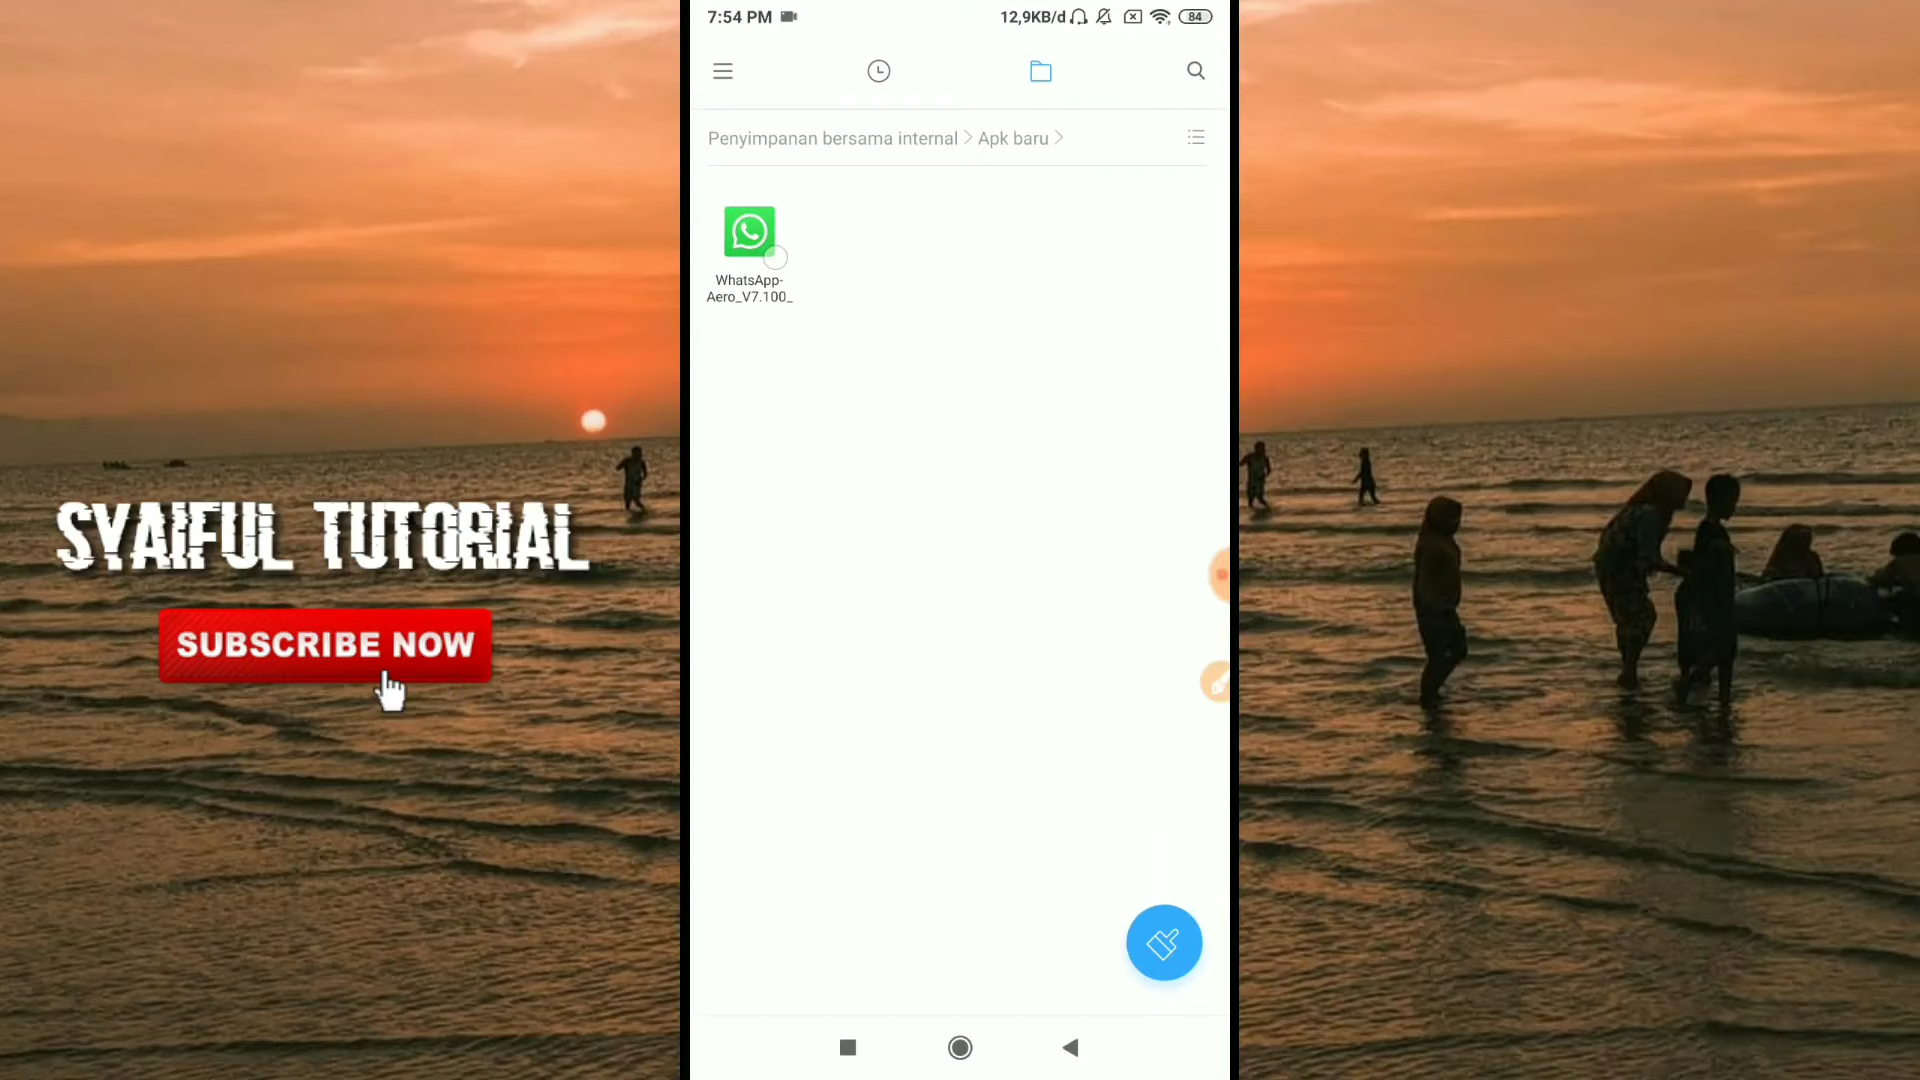 7:54 PM
12,9KB/d
84
Penyimpanan bersama internal > Apk baru >
WhatsApp-
Aero_V7.100_
SYAIFUL TUTORIAL
SUBSCRIBE NOW